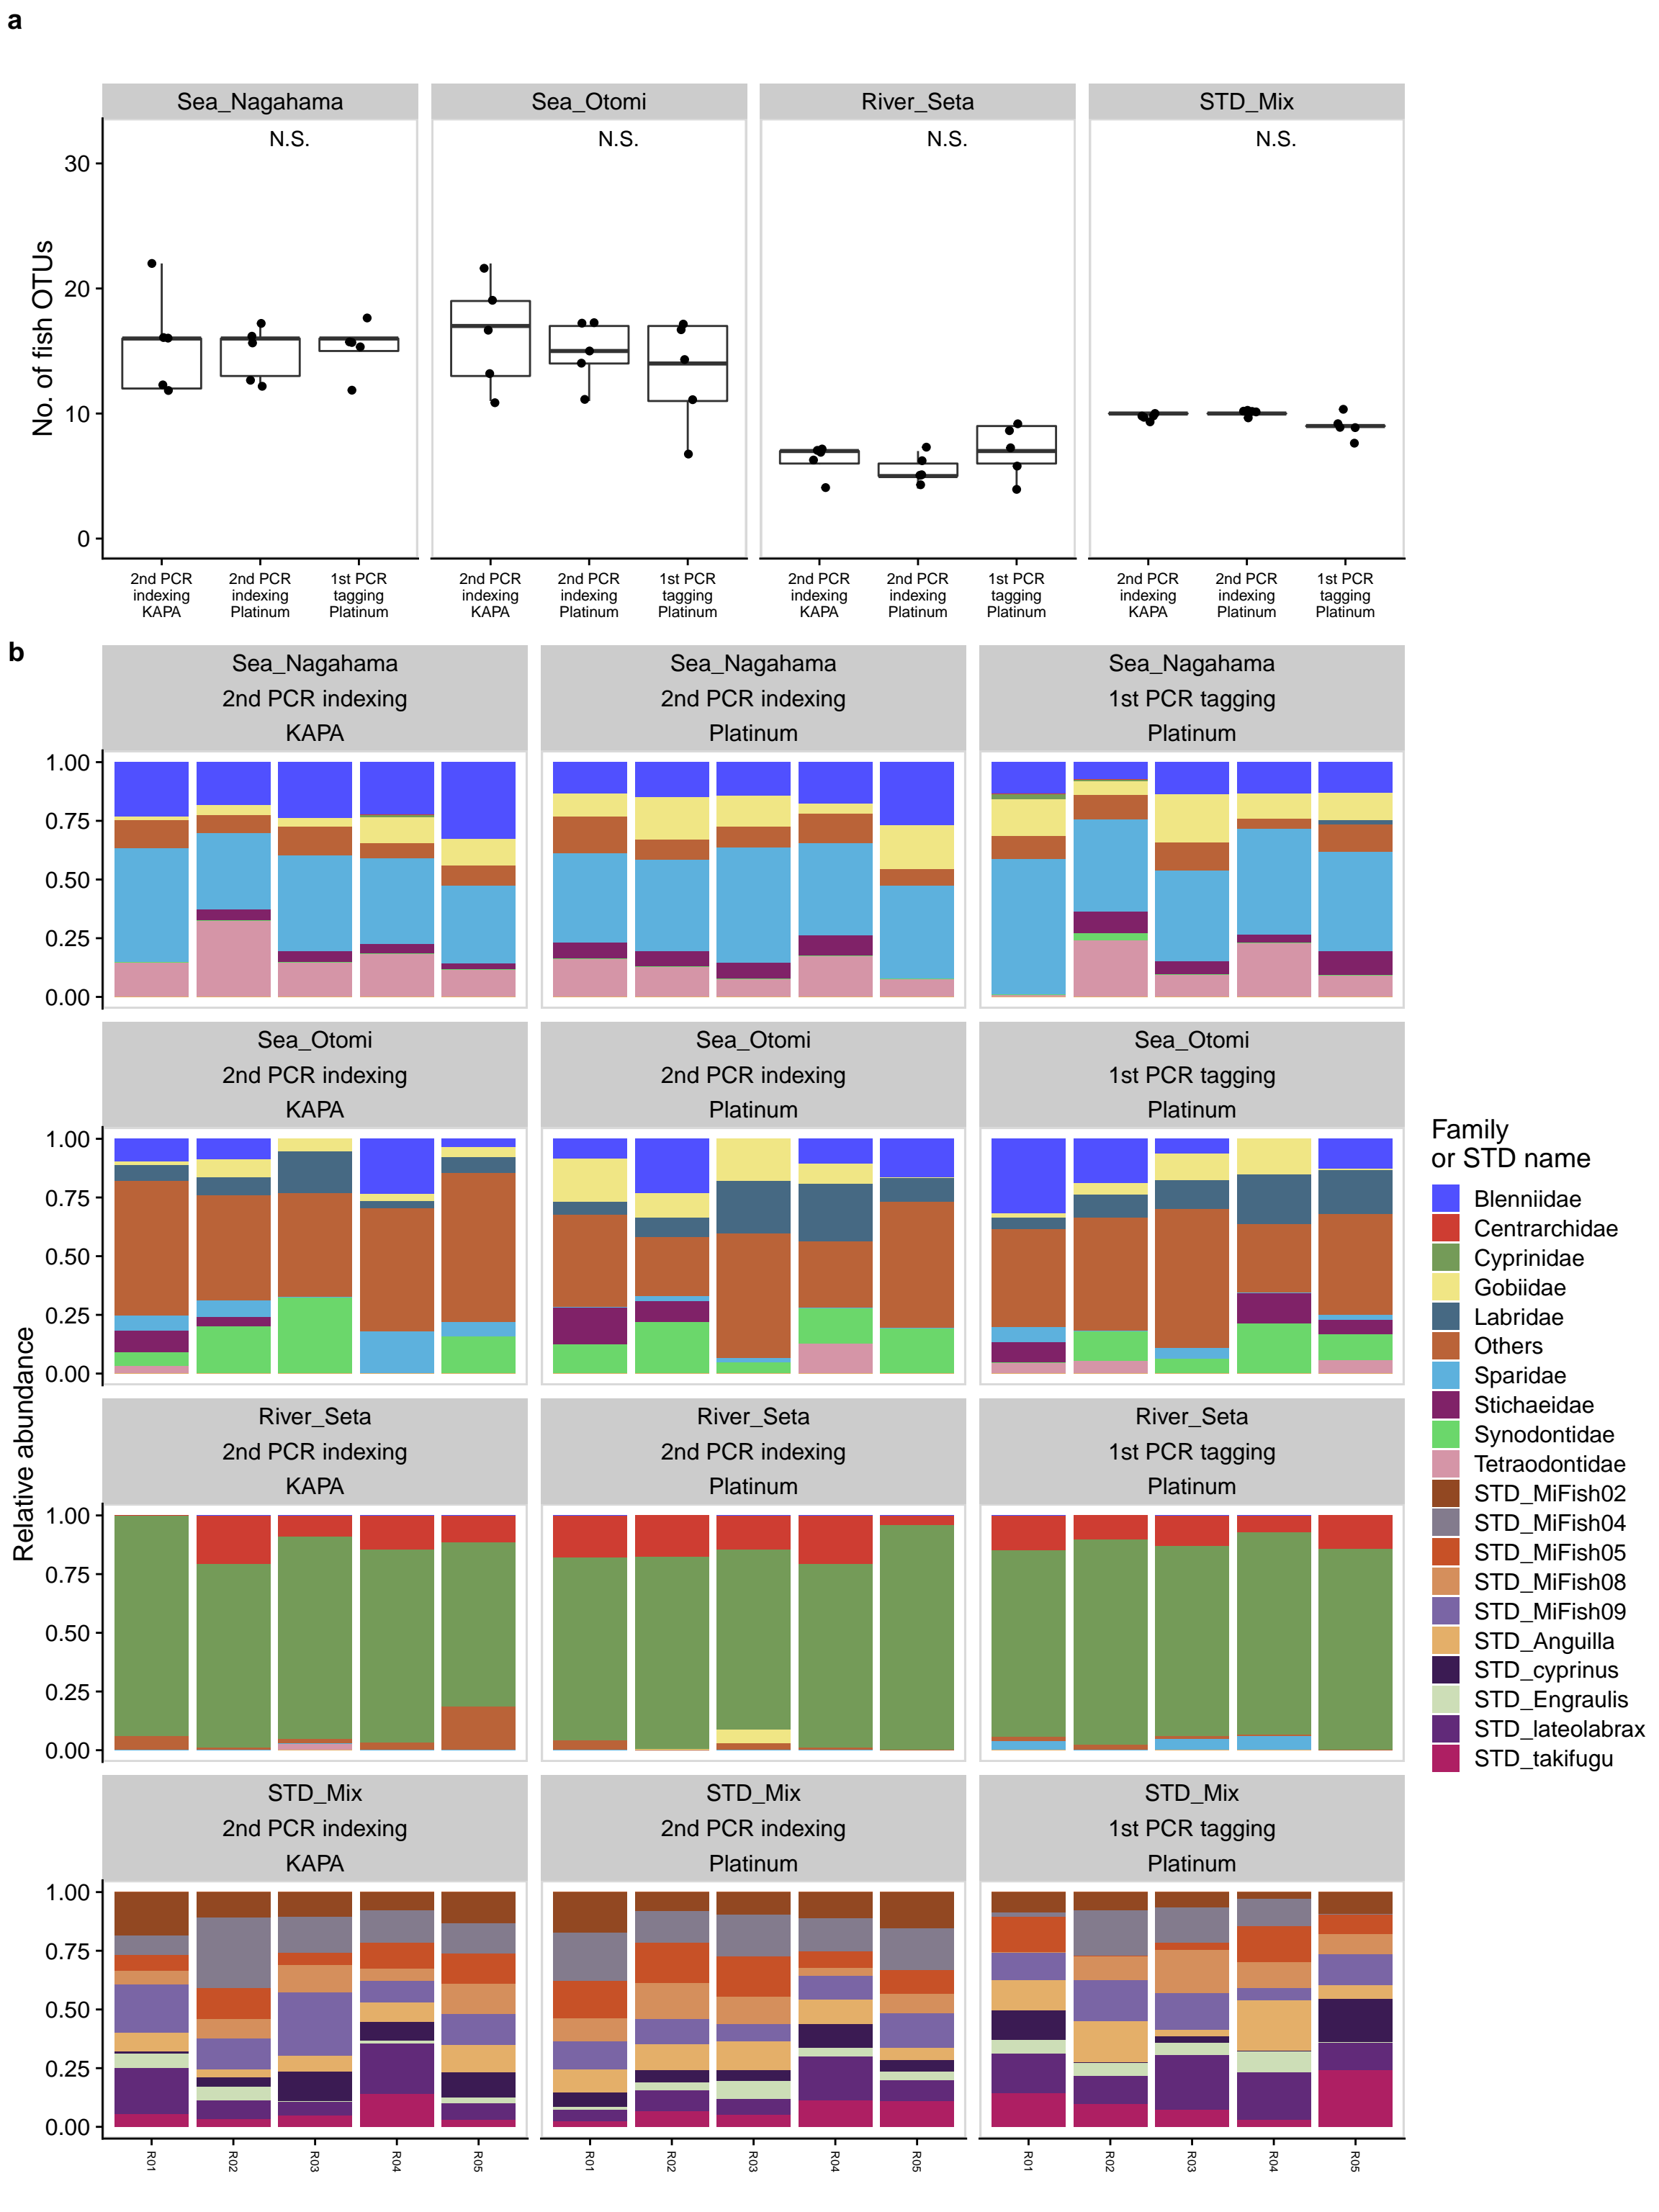 a
Sea_Nagahama
Sea_Otomi
River_Seta
STD_Mix
N.S.
N.S.
N.S.
N.S.
No. of fish OTUs
30
20
10
0
2nd PCR
indexing
KAPA
2nd PCR
indexing
Platinum
1st PCR
tagging
Platinum
2nd PCR
indexing
KAPA
2nd PCR
indexing
Platinum
1st PCR
tagging
Platinum
2nd PCR
indexing
KAPA
2nd PCR
indexing
Platinum
1st PCR
tagging
Platinum
2nd PCR
indexing
KAPA
2nd PCR
indexing
Platinum
1st PCR
tagging
Platinum
b
Relative abundance
Sea_Nagahama
2nd PCR indexing
KAPA
Sea_Nagahama
2nd PCR indexing
Platinum
Sea_Nagahama
1st PCR tagging
Platinum
1.00
0.75
0.50
0.25
0.00
Sea_Otomi
2nd PCR indexing
KAPA
Sea_Otomi
2nd PCR indexing
Platinum
Sea_Otomi
1st PCR tagging
Platinum
1.00
0.75
0.50
0.25
0.00
River_Seta
2nd PCR indexing
KAPA
River_Seta
2nd PCR indexing
Platinum
River_Seta
1st PCR tagging
Platinum
1.00
0.75
0.50
0.25
0.00
STD_Mix
2nd PCR indexing
KAPA
STD_Mix
2nd PCR indexing
Platinum
STD_Mix
1st PCR tagging
Platinum
1.00
0.75
0.50
0.25
0.00
R01
R02
R03
R04
R05
R01
R02
R03
R04
R05
R01
R02
R03
R04
R05
Family
or STD name
Blenniidae
Centrarchidae
Cyprinidae
Gobiidae
Labridae
Others
Sparidae
Stichaeidae
Synodontidae
Tetraodontidae
STD_MiFish02
STD_MiFish04
STD_MiFish05
STD_MiFish08
STD_MiFish09
STD_Anguilla
STD_cyprinus
STD_Engraulis
STD_lateolabrax
STD_takifugu